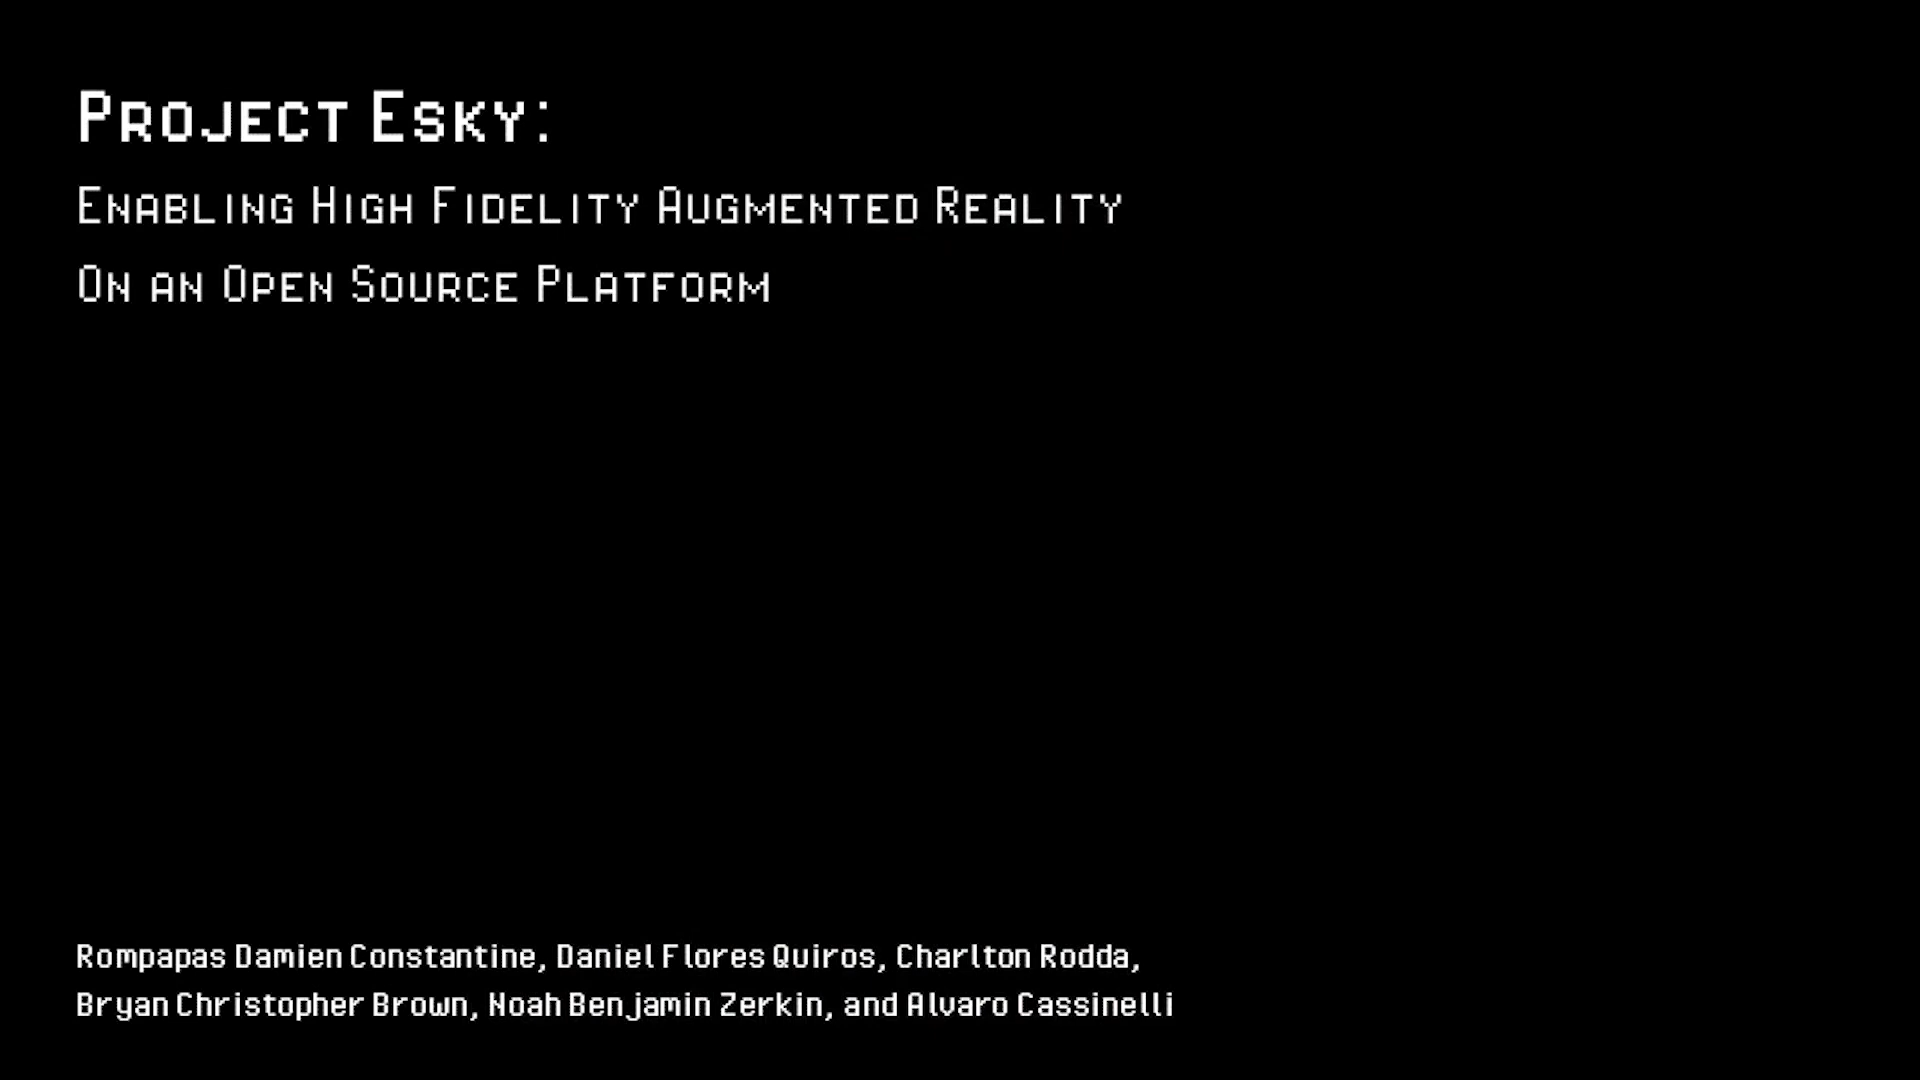 Project Esky:
Enabling High Fidelity Augmented Reality
On an Open Source Platform
Rompapas Damien Constantine, Daniel Flores Quiros, Charlton Rodda,
Bryan Christopher Brown, Noah Benjamin Zerkin, and Alvaro Cassinelli